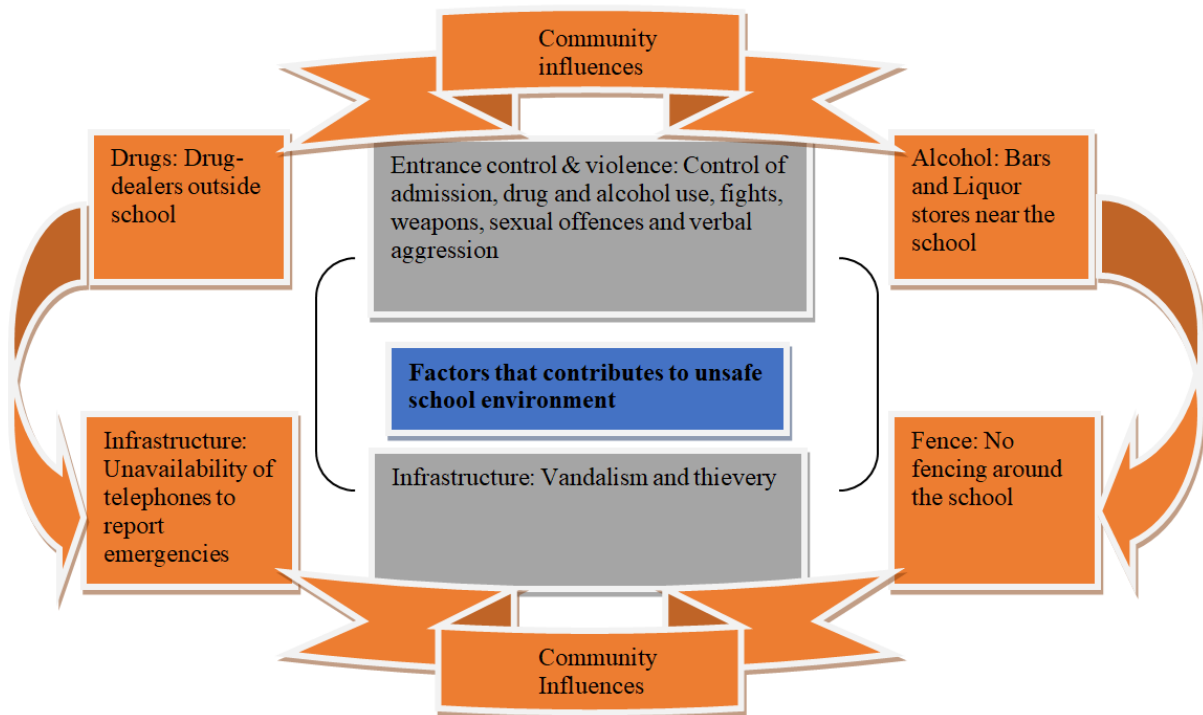 Community
influences
Drugs: Drug-
dealers outside
school
Entrance control & violence: Control of
admission, drug and alcohol use, fights,
weapons, sexual offences and verbal
aggression
Alcohol: Bars
and Liquor
stores near the
school
Factors that contributes to unsafe
school environment
Infrastructure:
Unavailability of
telephones to
report
emergencies
Infrastructure: Vandalism and thievery
Fence: No
fencing around
the school
Community
Influences